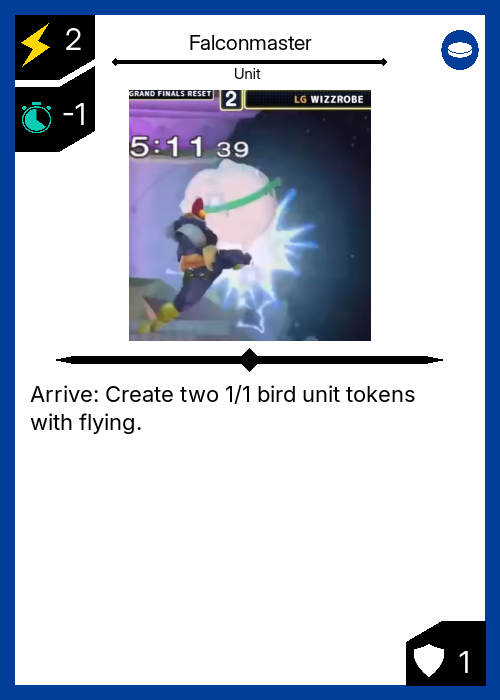 2
Falconmaster
Unit
-1
GRAND FINALS RESET
2
LG WIZZROBE
5:11 39
Arrive: Create two 1/1 bird unit tokens
with flying.
1